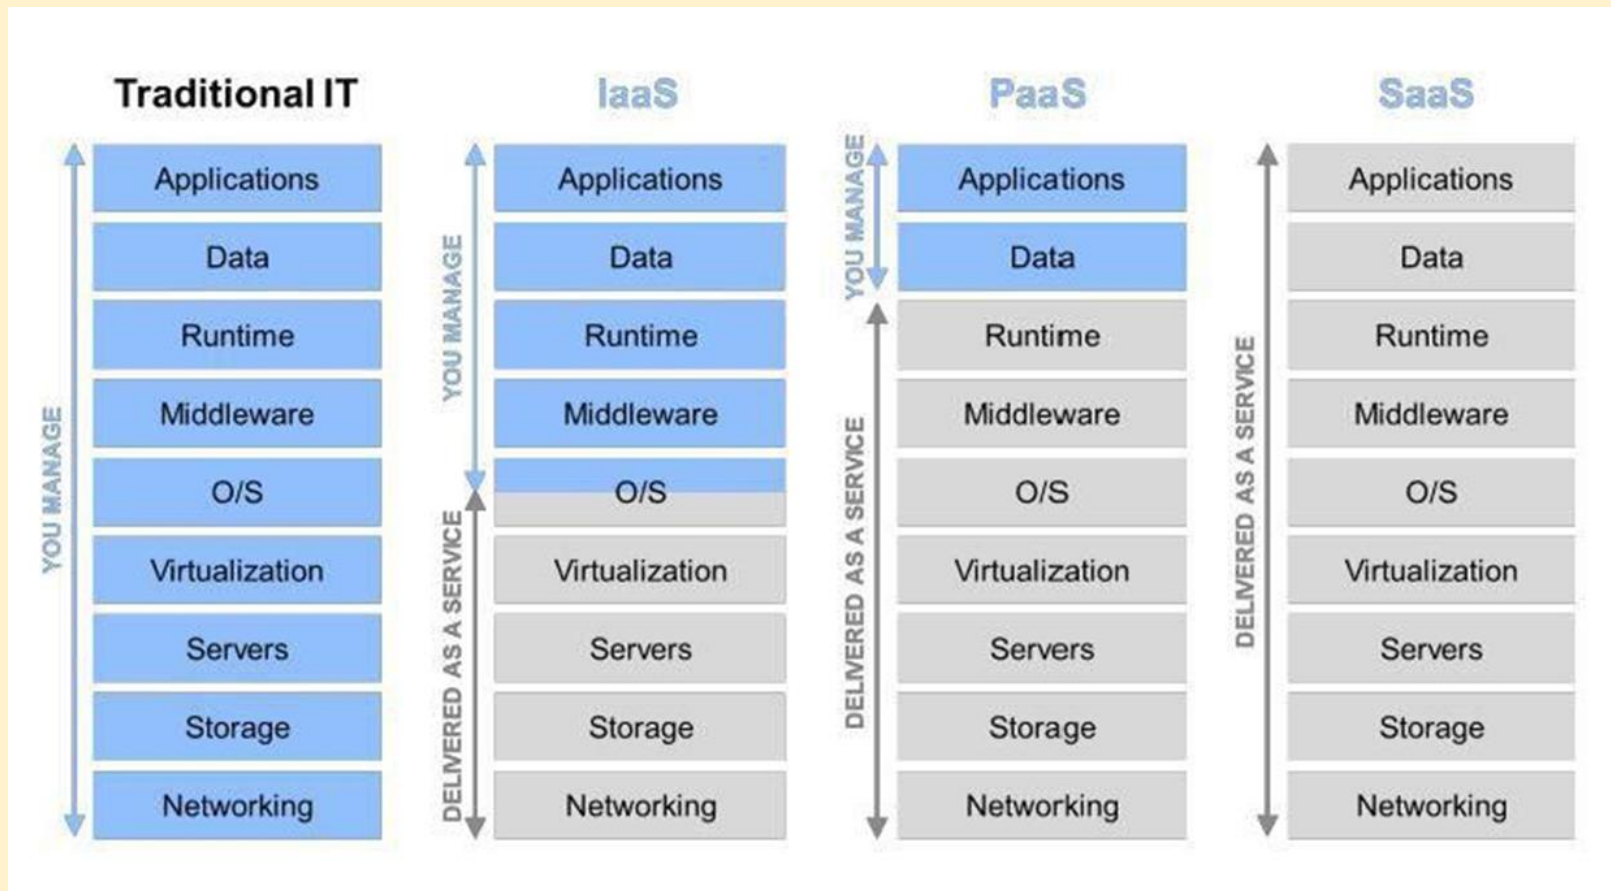 Traditional IT
IaaS
PaaS
SaaS
YOU MANAGE
Applications
Data
Runtime
Middleware
O/S
Virtualization
Servers
Storage
Networking
YOU MANAGE
DELIVERED AS A SERVICE
Applications
Data
Runtime
Middleware
O/S
Virtualization
Servers
Storage
Networking
YOU MANAGE
DELIVERED AS A SERVICE
Applications
Data
Runtime
Middleware
O/S
Virtualization
Servers
Storage
Networking
DELIVERED AS A SERVICE
Applications
Data
Runtime
Middleware
O/S
Virtualization
Servers
Storage
Networking